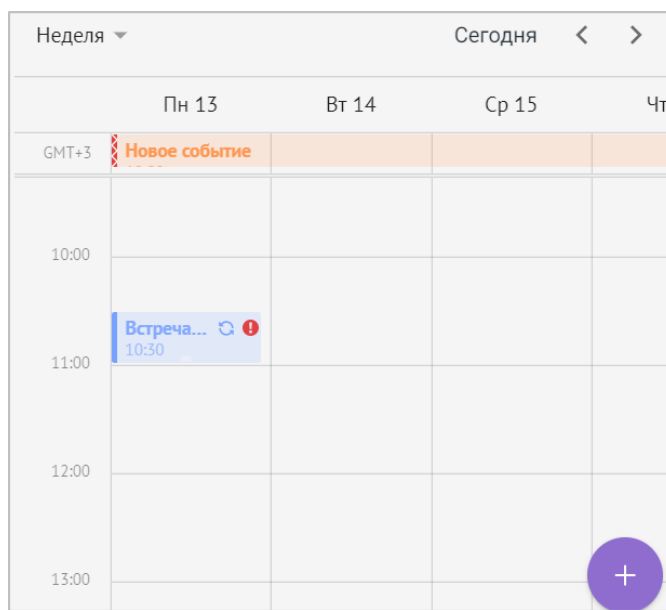 Неделя
Сегодня
Пн 13
Вт 14
Ср 15
Чт
GMT+3
Новое событие
10:00
Встреча...
10:30
11:00
12:00
13:00